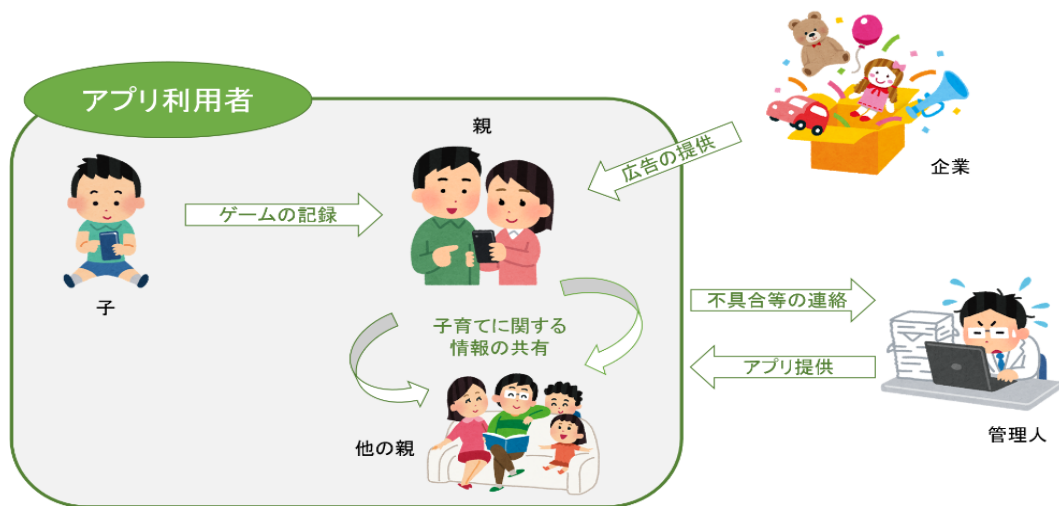 アプリ利用者
親
広告の提供
企業
ゲームの記録
子
不具合等の連絡
子育てに関する
情報の共有
アプリ提供
他の親
管理人